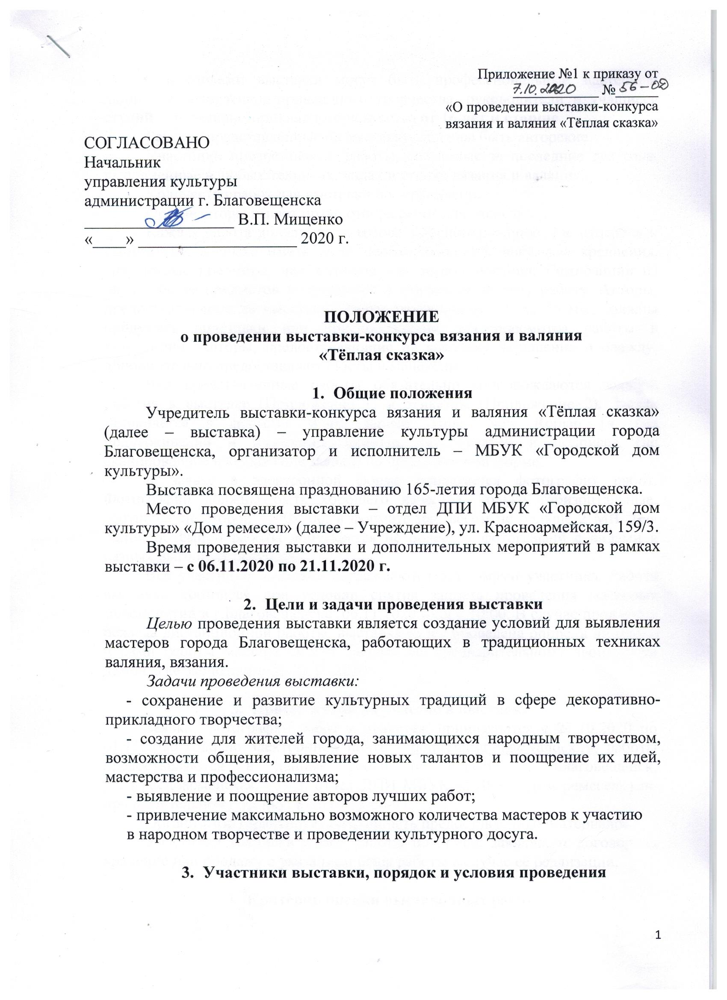 Приложение №1 к приказу от
7.10.2020 № 56-ОД
«О проведении выставки-конкурса
вязания и валяния «Тёплая сказка»
СОГЛАСОВАНО
Начальник
управления культуры
администрации г. Благовещенска
__________________ В.П. Мищенко
«____» ___________________ 2020 г.
ПОЛОЖЕНИЕ
о проведении выставки-конкурса вязания и валяния
«Тёплая сказка»
1. Общие положения
Учредитель выставки-конкурса вязания и валяния «Тёплая сказка»
(далее – выставка) – управление культуры администрации города
Благовещенска, организатор и исполнитель – МБУК «Городской дом
культуры».
Выставка посвящена празднованию 165-летия города Благовещенска.
Место проведения выставки – отдел ДПИ МБУК «Городской дом
культуры» «Дом ремесел» (далее – Учреждение), ул. Красноармейская, 159/3.
Время проведения выставки и дополнительных мероприятий в рамках
выставки – с 06.11.2020 по 21.11.2020 г.
2. Цели и задачи проведения выставки
Целью проведения выставки является создание условий для выявления
мастеров города Благовещенска, работающих в традиционных техниках
валяния, вязания.
Задачи проведения выставки:
- сохранение и развитие культурных традиций в сфере декоративно-
прикладного творчества;
- создание для жителей города, занимающихся народным творчеством,
возможности общения, выявление новых талантов и поощрение их идей,
мастерства и профессионализма;
- выявление и поощрение авторов лучших работ;
- привлечение максимально возможного количества мастеров к участию
в народном творчестве и проведении культурного досуга.
3. Участники выставки, порядок и условия проведения
1